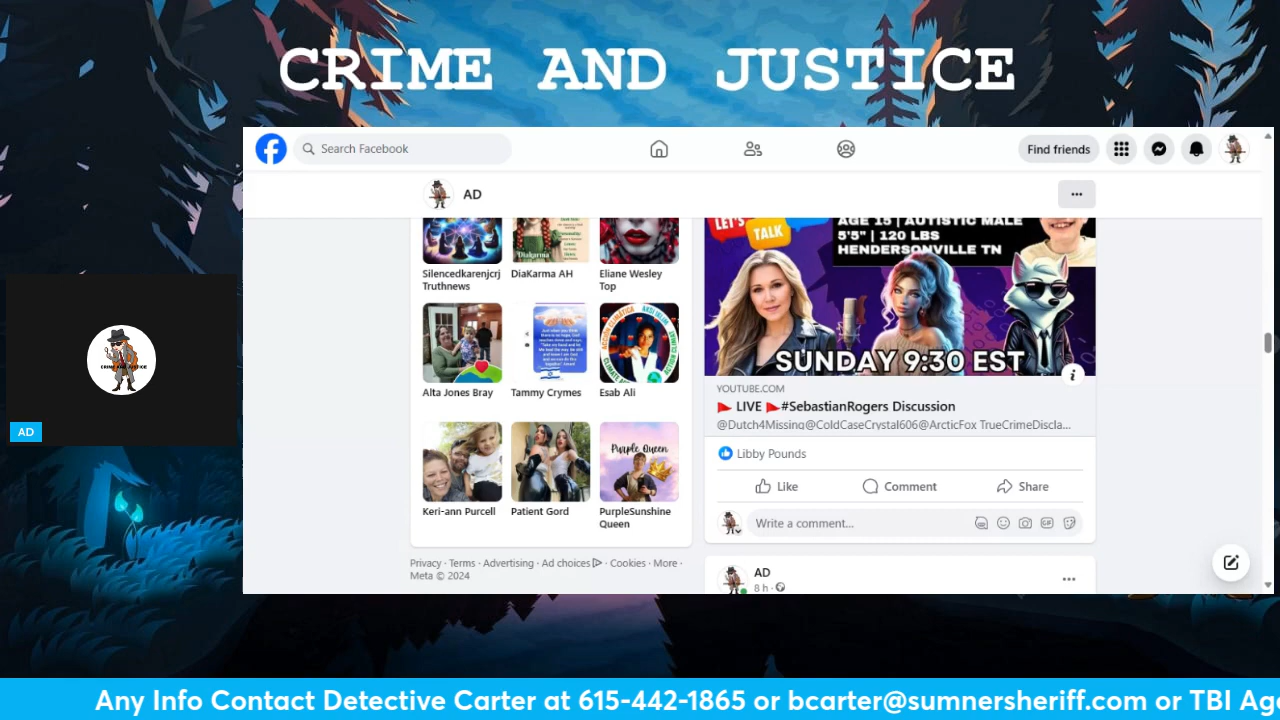 CRIME AND JUSTICE
Search Facebook
Find friends
AD
Silencedkarenjcrj
Truthnews
DiaKarma AH
Eliane Wesley
Top
Alta Jones Bray
Tammy Crymes
Esab Ali
Purple Queen
Keri-ann Purcell
Patient Gord
PurpleSunshine
Queen
Privacy · Terms · Advertising · Ad choices · Cookies · More ·
Meta © 2024
LET'S
TALK
AGE 15 | AUTISTIC MALE
5'5" | 120 LBS
HENDERSONVILLE TN
SUNDAY 9:30 EST
YOUTUBE.COM
LIVE #SebastianRogers Discussion
@Dutch4Missing@ColdCaseCrystal606@ArcticFox TrueCrimeDiscla...
Libby Pounds
Like
Comment
Share
Write a comment...
GIF
AD
8 h ·
CRIME AND JUSTICE
AD
Any Info Contact Detective Carter at 615-442-1865 or bcarter@sumnersheriff.com or TBI Ag